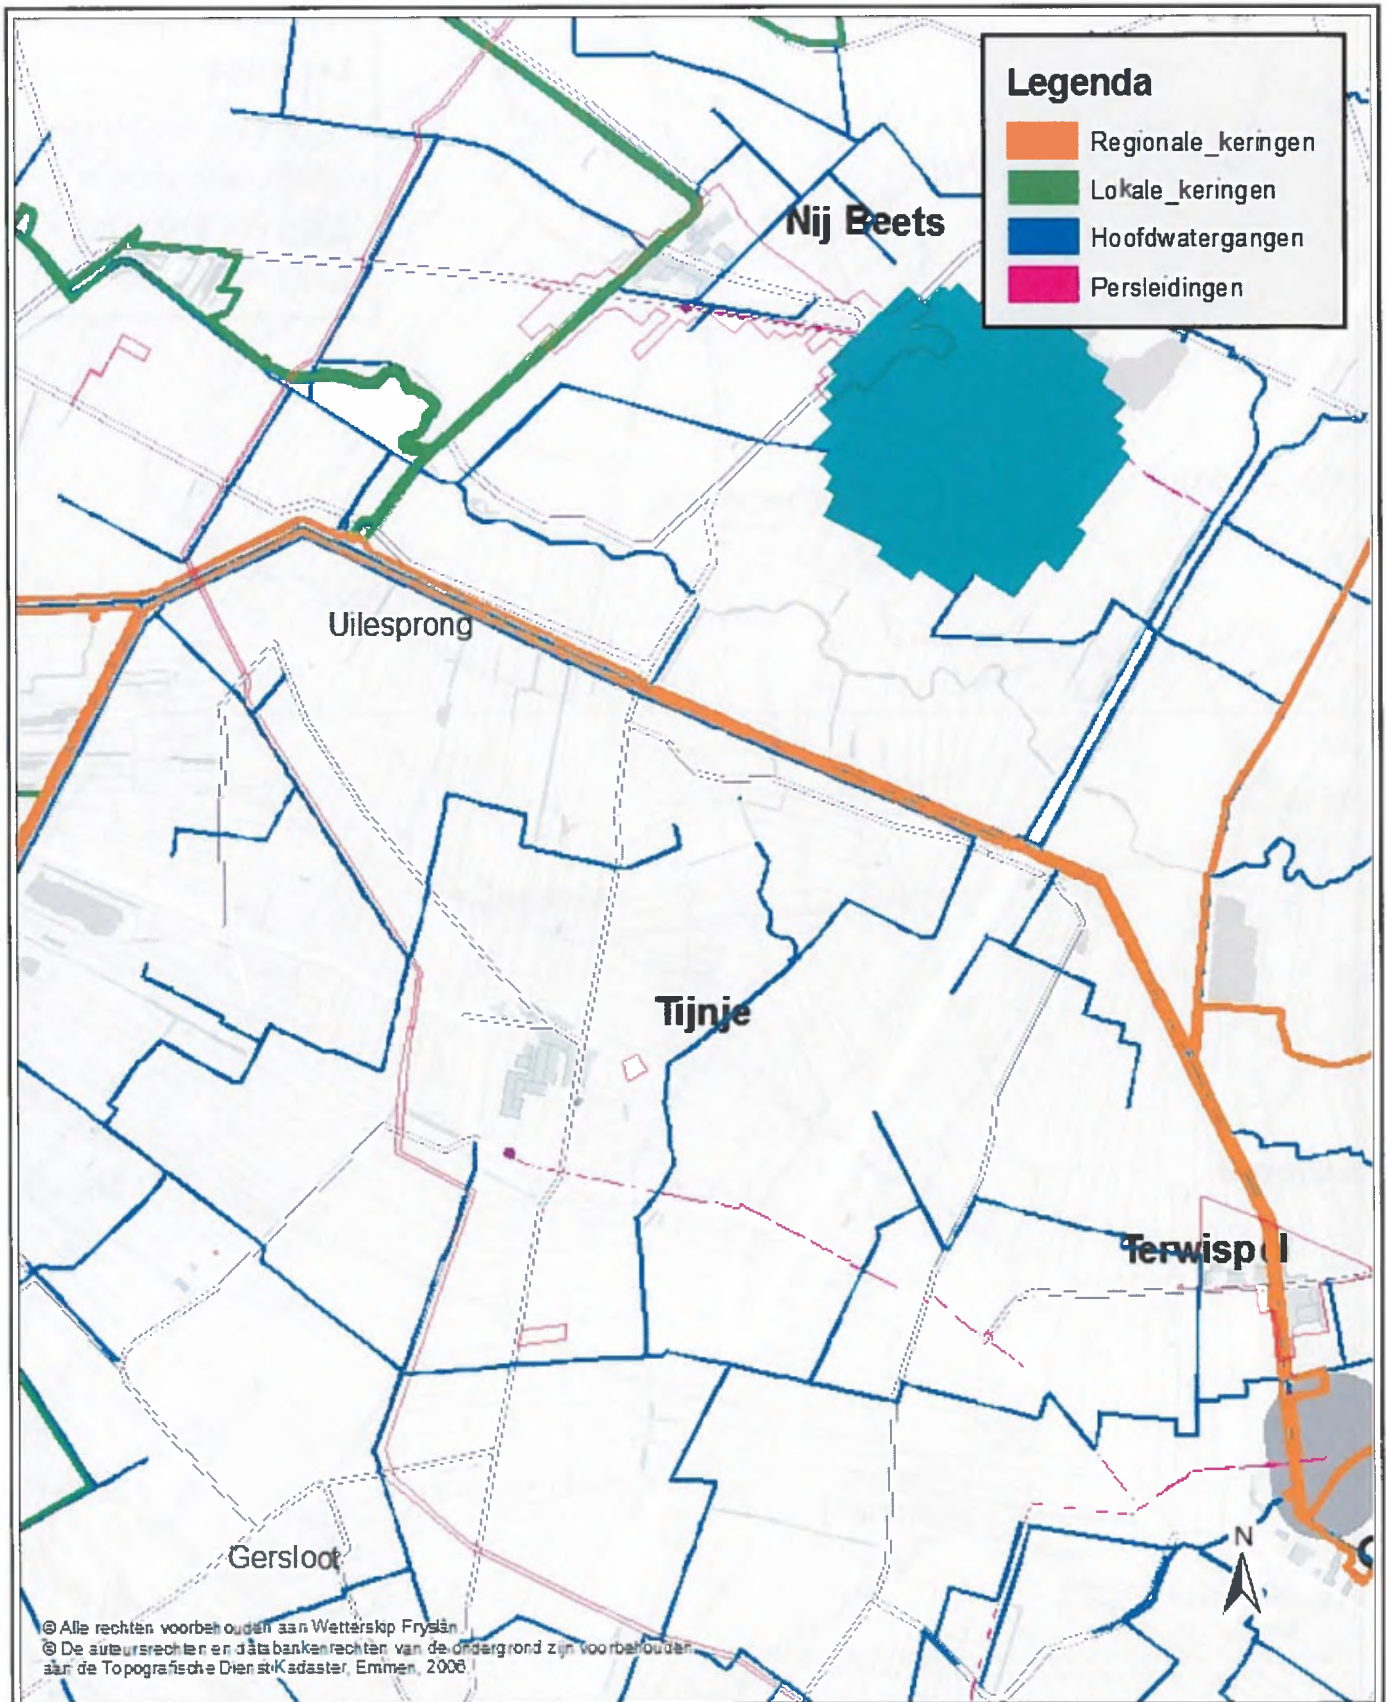 Legenda
Regionale_keringen
Lokale_keringen
Hoofdwatergangen
Persleidingen
Nij Beets
Uilesprong
Tijnje
Terwispel
Gersloot
N
© Alle rechten voorbehouden aan Wetterskip Fryslân.
© De auteursrechten en databankenrechten van de ondergrond zijn voorbehouden
aan de Topografische Dienst Kadaster, Emmen, 2006